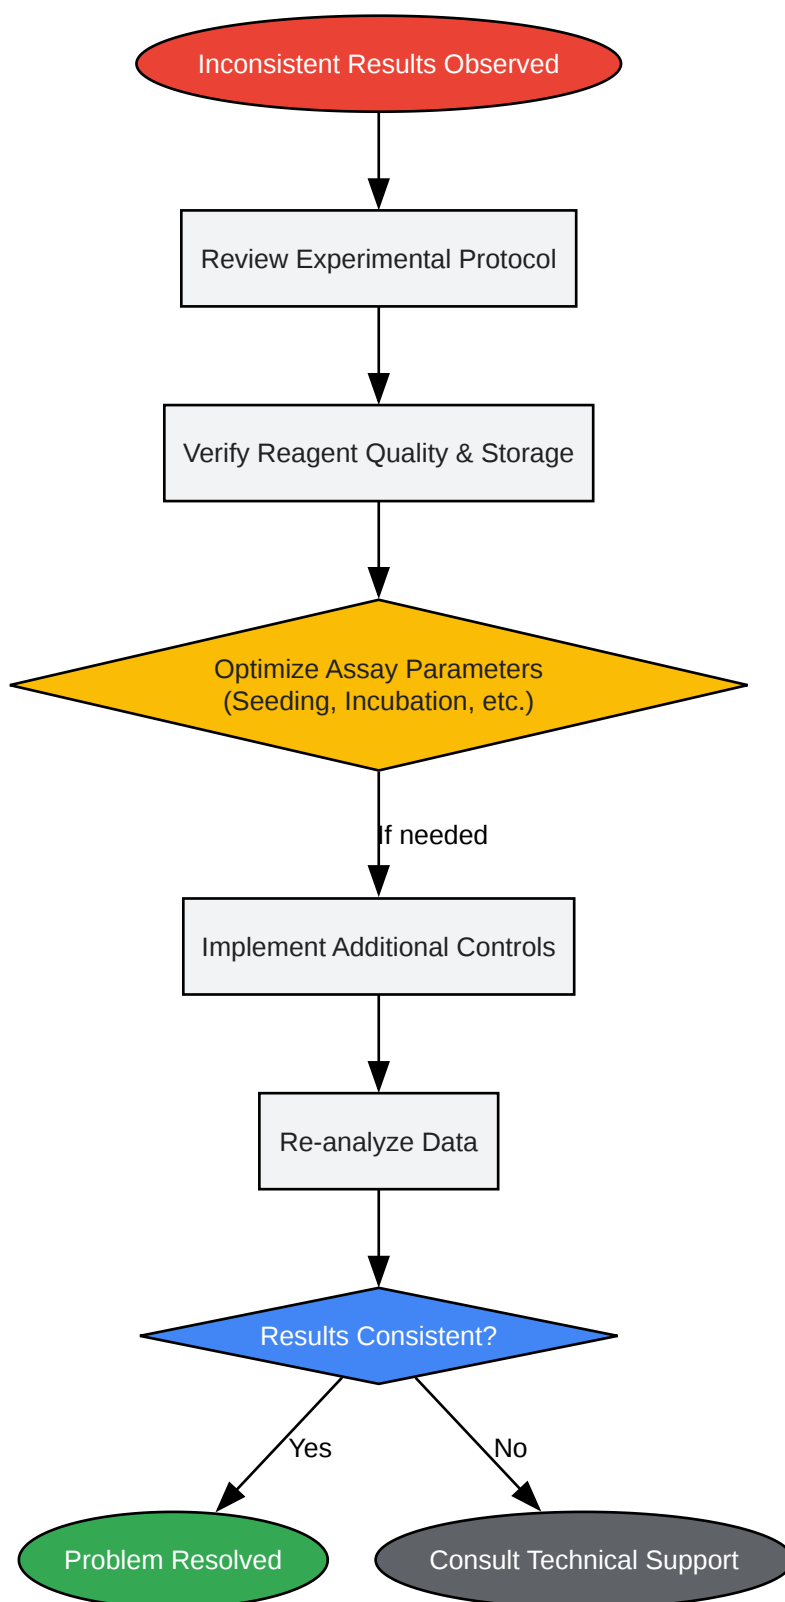 Inconsistent Results Observed
Review Experimental Protocol
Verify Reagent Quality & Storage
Optimize Assay Parameters
(Seeding, Incubation, etc.)
If needed
Implement Additional Controls
Re-analyze Data
Results Consistent?
Yes
No
Problem Resolved
Consult Technical Support